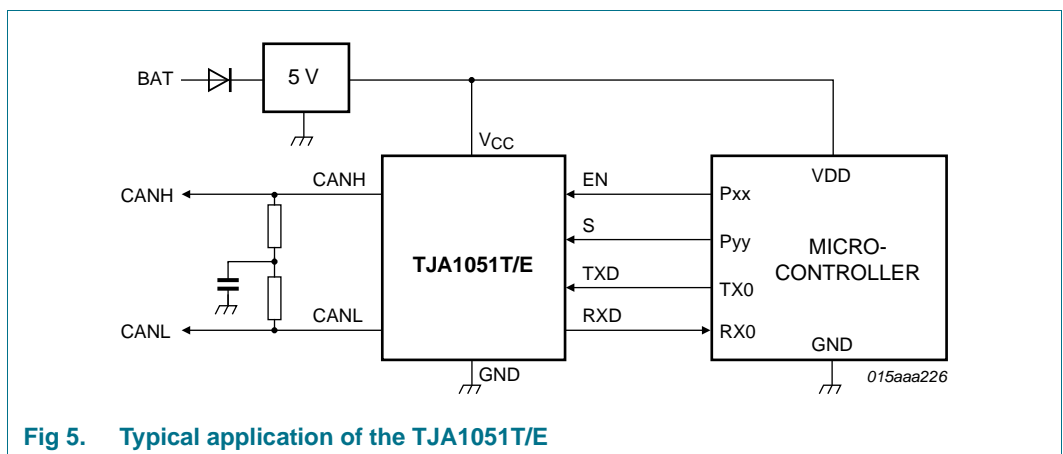 BAT
5 V
VCC
CANH
CANH
EN
Pxx
VDD
S
Pyy
MICRO-
CONTROLLER
TJA1051T/E
TXD
TX0
CANL
CANL
RXD
RX0
GND
GND
015aaa226
Fig 5. Typical application of the TJA1051T/E